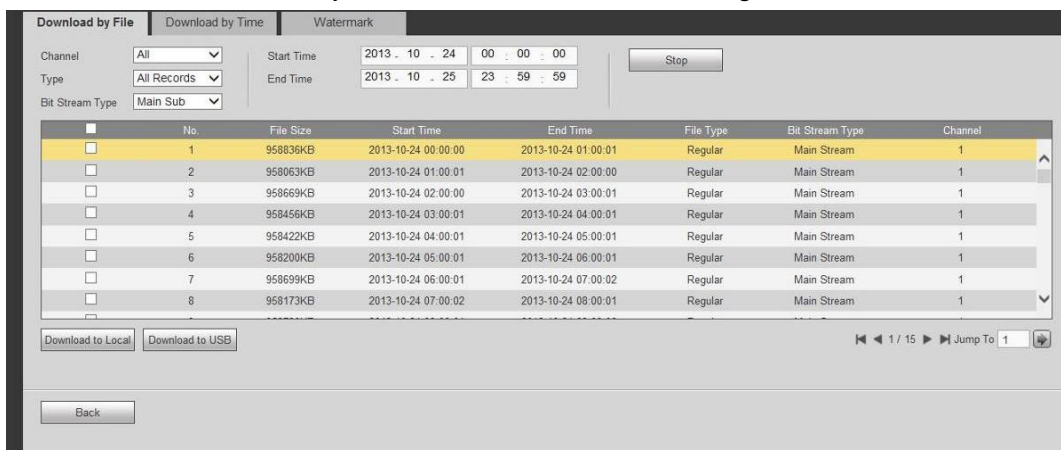 Download by File Download by Time Watermark
Channel All Start Time 2013 - 10 - 24 00 : 00 : 00 Stop
Type All Records End Time 2013 - 10 - 25 23 : 59 : 59
Bit Stream Type Main Sub
No. File Size Start Time End Time File Type Bit Stream Type Channel
1 958836KB 2013-10-24 00:00:00 2013-10-24 01:00:01 Regular Main Stream 1
2 958063KB 2013-10-24 01:00:01 2013-10-24 02:00:00 Regular Main Stream 1
3 958669KB 2013-10-24 02:00:00 2013-10-24 03:00:01 Regular Main Stream 1
4 958456KB 2013-10-24 03:00:01 2013-10-24 04:00:01 Regular Main Stream 1
5 958422KB 2013-10-24 04:00:01 2013-10-24 05:00:01 Regular Main Stream 1
6 958200KB 2013-10-24 05:00:01 2013-10-24 06:00:01 Regular Main Stream 1
7 958699KB 2013-10-24 06:00:01 2013-10-24 07:00:02 Regular Main Stream 1
8 958173KB 2013-10-24 07:00:02 2013-10-24 08:00:01 Regular Main Stream 1
Download to Local Download to USB 1 / 15 Jump To 1
Back